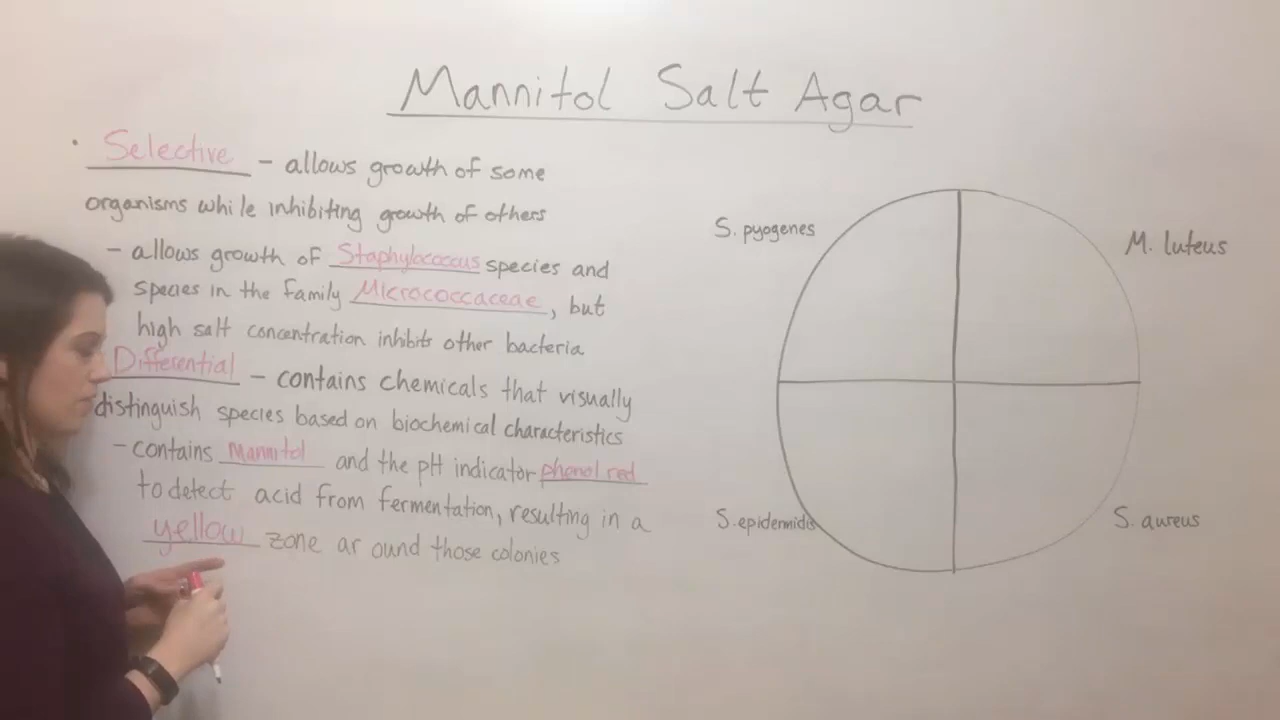 Mannitol Salt Agar
• Selective - allows growth of some
organisms while inhibiting growth of others
- allows growth of Staphylococcus species and
species in the family Micrococcaceae, but
high salt concentration inhibits other bacteria
Differential - contains chemicals that visually
distinguish species based on biochemical characteristics
- contains Mannitol and the pH indicator phenol red
to detect acid from fermentation, resulting in a
yellow zone ar ound those colonies
S. pyogenes
M. luteus
S. epidermidis
S. aureus